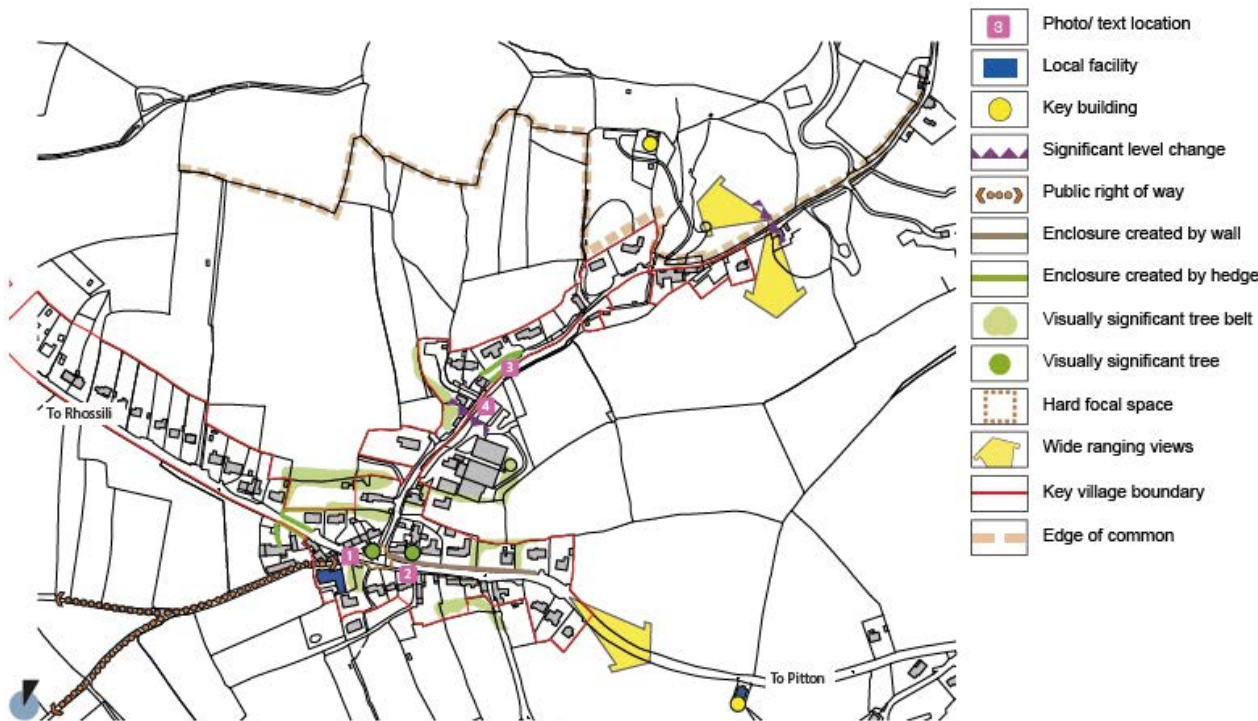 3
Photo/ text location
Local facility
Key building
Significant level change
Public right of way
Enclosure created by wall
Enclosure created by hedge
Visually significant tree belt
Visually significant tree
Hard focal space
Wide ranging views
Key village boundary
Edge of common
3
4
To Rhossili
1
2
To Pitton